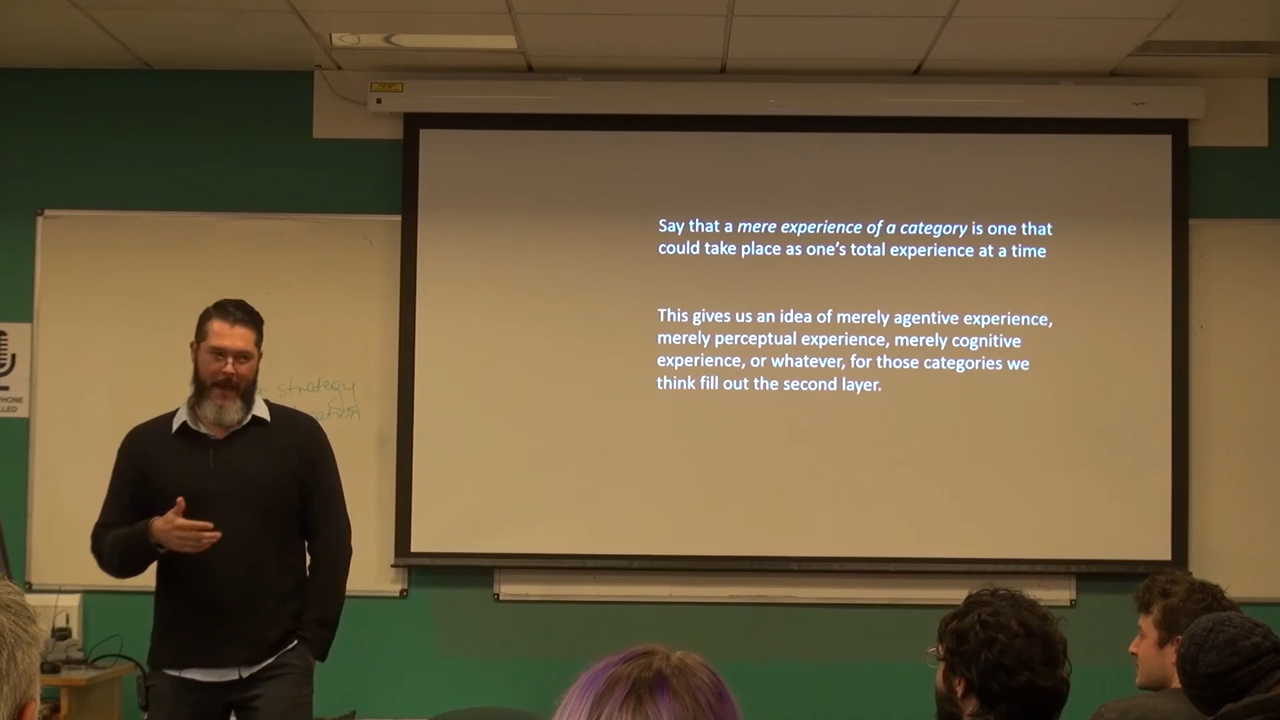 Say that a mere experience of a category is one that
could take place as one's total experience at a time
This gives us an idea of merely agentive experience,
merely perceptual experience, merely cognitive
experience, or whatever, for those categories we
think fill out the second layer.
strategy